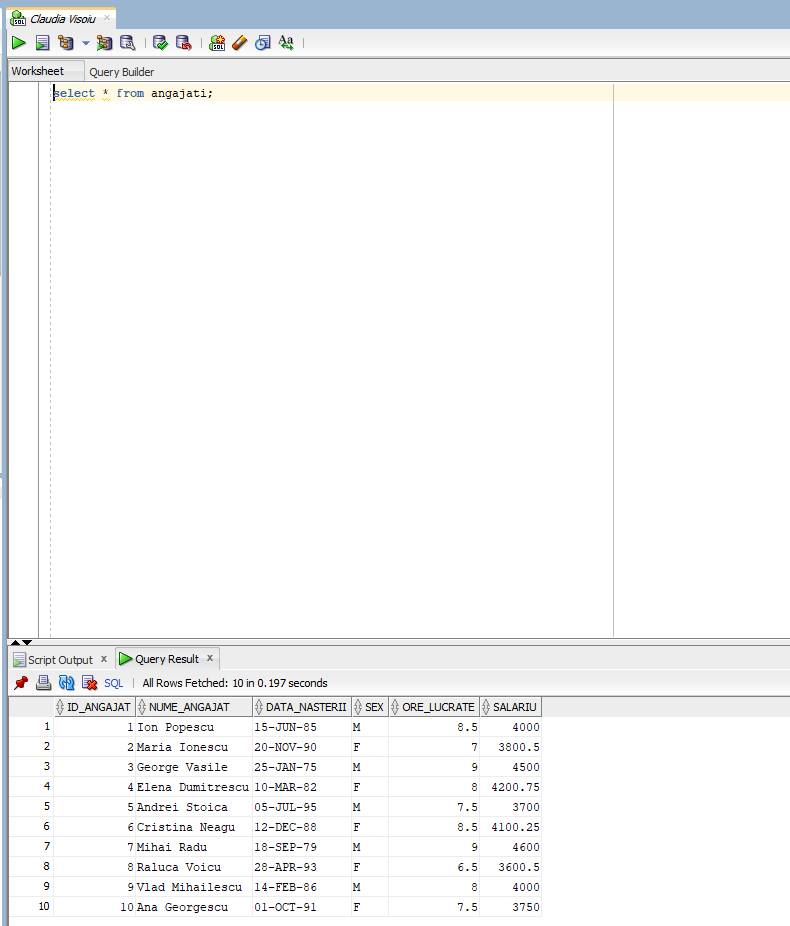 Claudia Visoiu
Worksheet Query Builder
select * from angajati;
Script Output x Query Result x
SQL | All Rows Fetched: 10 in 0.197 seconds
ID_ANGAJAT NUME_ANGAJAT DATA_NASTERII SEX ORE_LUCRATE SALARIU
1 1 Ion Popescu 15-JUN-85 M 8.5 4000
2 2 Maria Ionescu 20-NOV-90 F 7 3800.5
3 3 George Vasile 25-JAN-75 M 9 4500
4 4 Elena Dumitrescu 10-MAR-82 F 8 4200.75
5 5 Andrei Stoica 05-JUL-95 M 7.5 3700
6 6 Cristina Neagu 12-DEC-88 F 8.5 4100.25
7 7 Mihai Radu 18-SEP-79 M 9 4600
8 8 Raluca Voicu 28-APR-93 F 6.5 3600.5
9 9 Vlad Mihailescu 14-FEB-86 M 8 4000
10 10 Ana Georgescu 01-OCT-91 F 7.5 3750